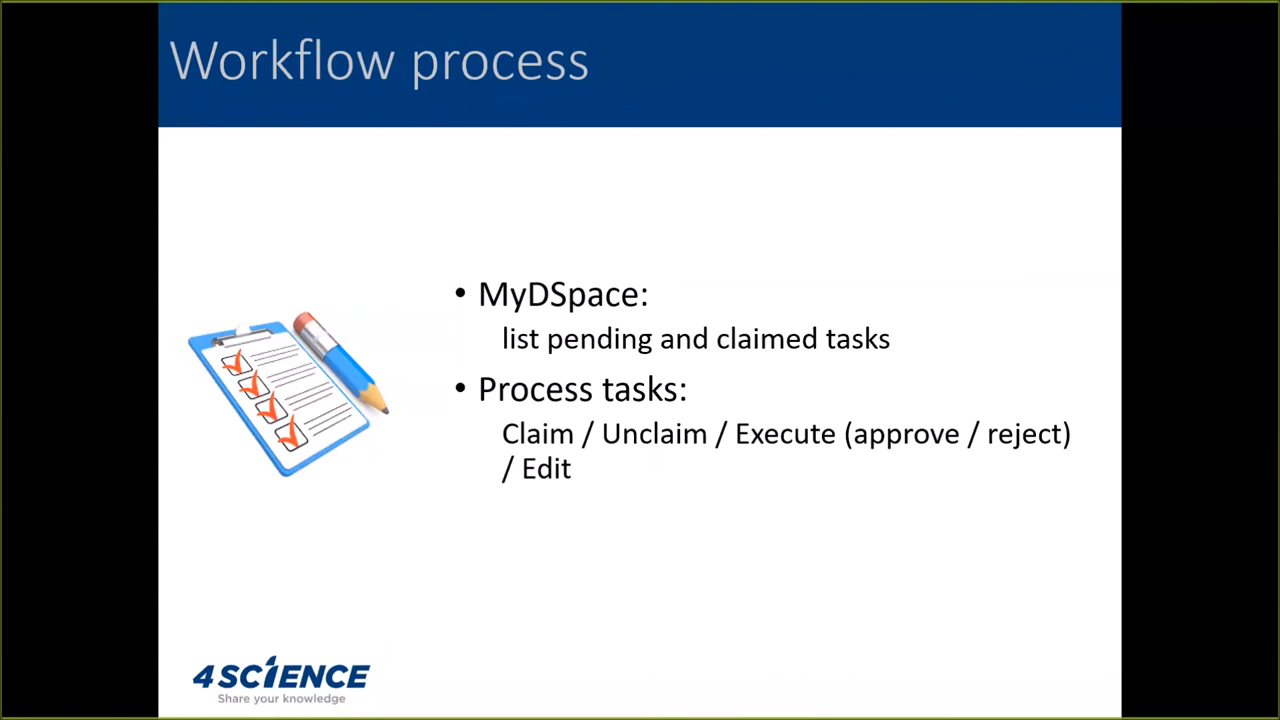 Workflow process
• MyDSpace:
list pending and claimed tasks
• Process tasks:
Claim / Unclaim / Execute (approve / reject)
/ Edit
4SCIENCE
Share your knowledge